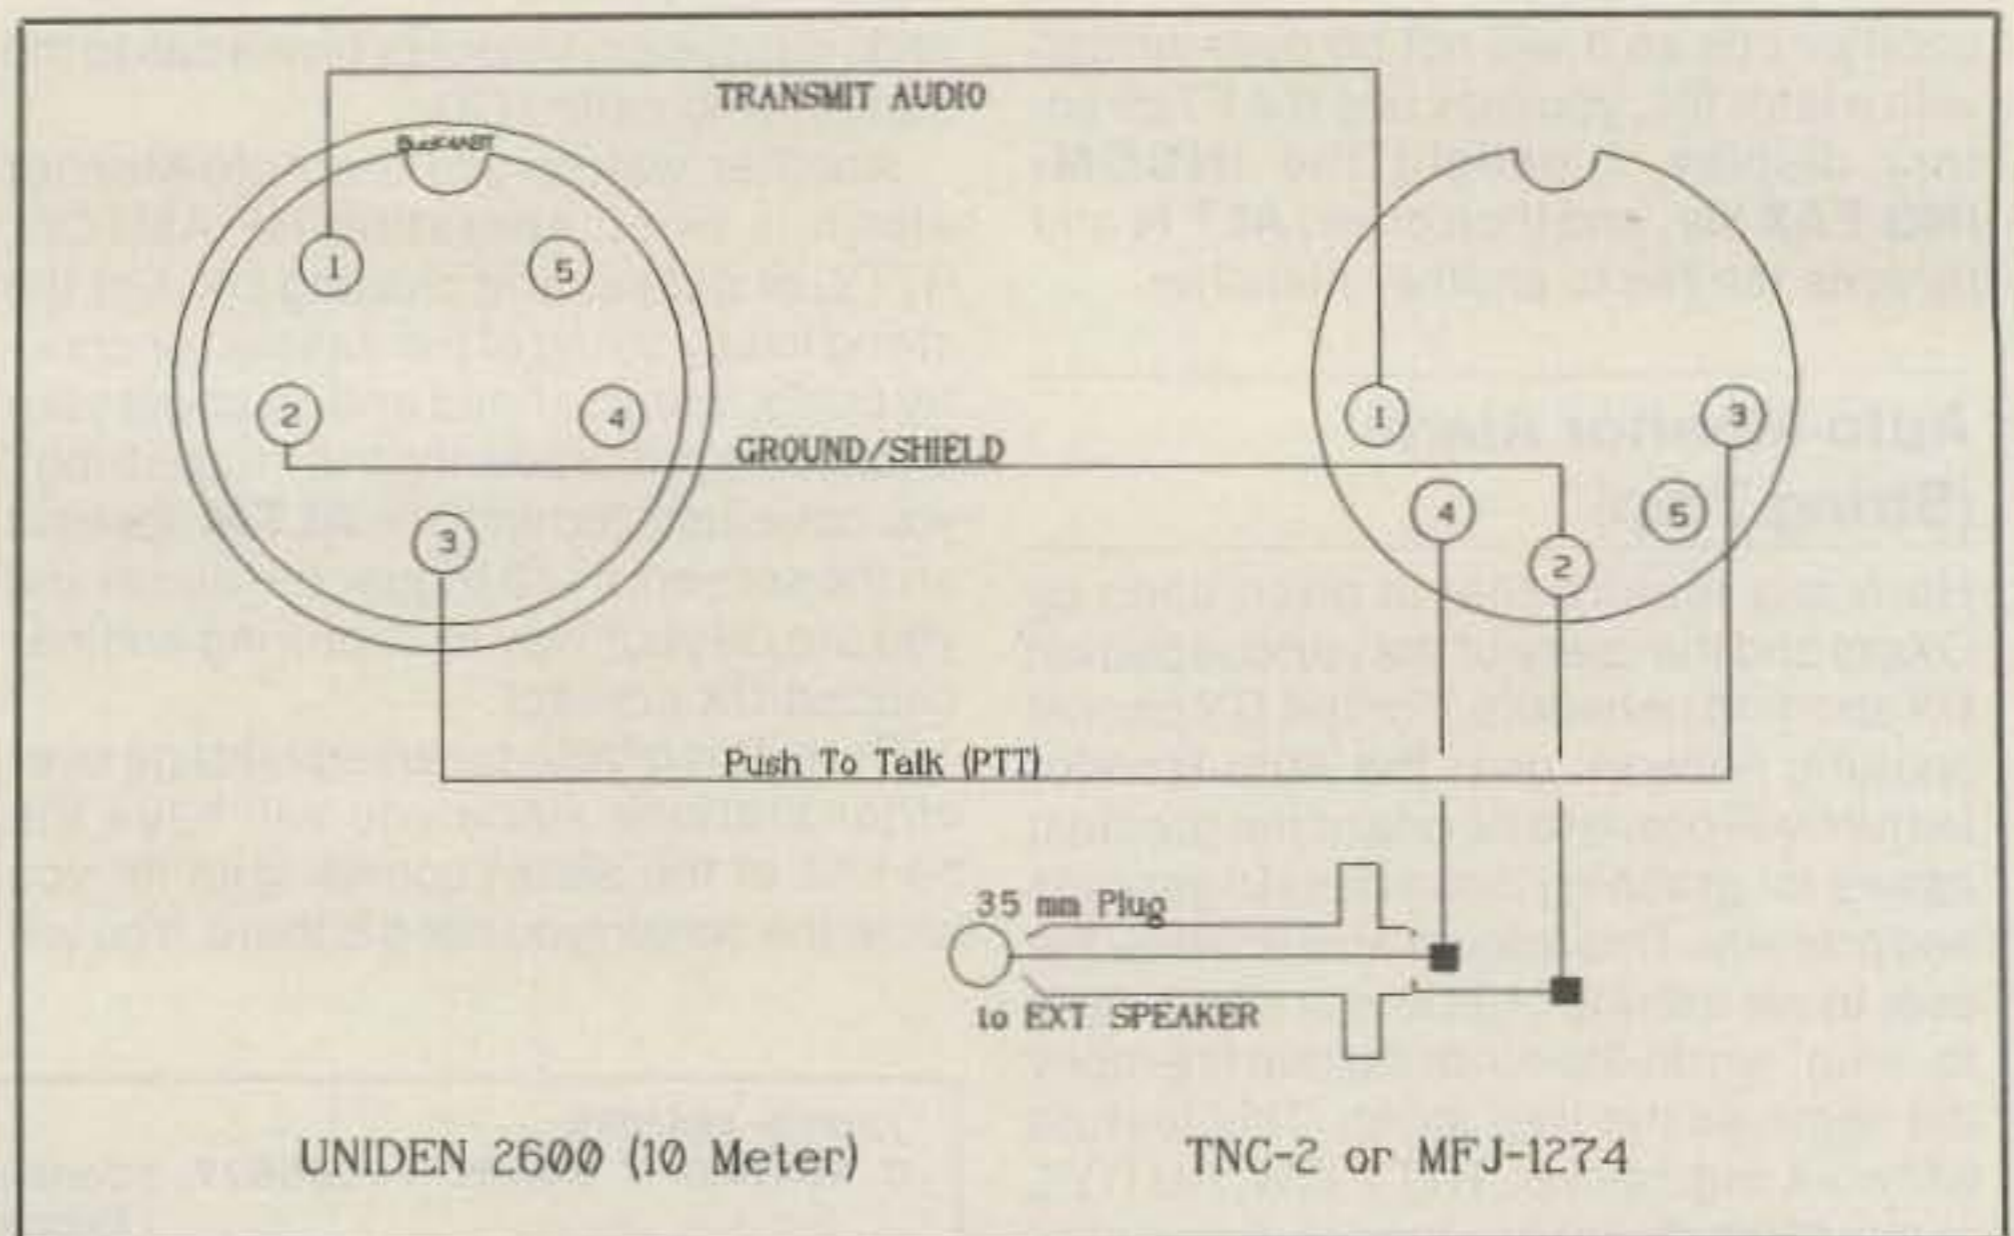 TRANSMIT AUDIO
1
5
2
4
3
GROUND/SHIELD
1
3
4
5
2
Push To Talk (PTT)
35 mm Plug
to EXT SPEAKER
UNIDEN 2600 (10 Meter)
TNC-2 or MFJ-1274